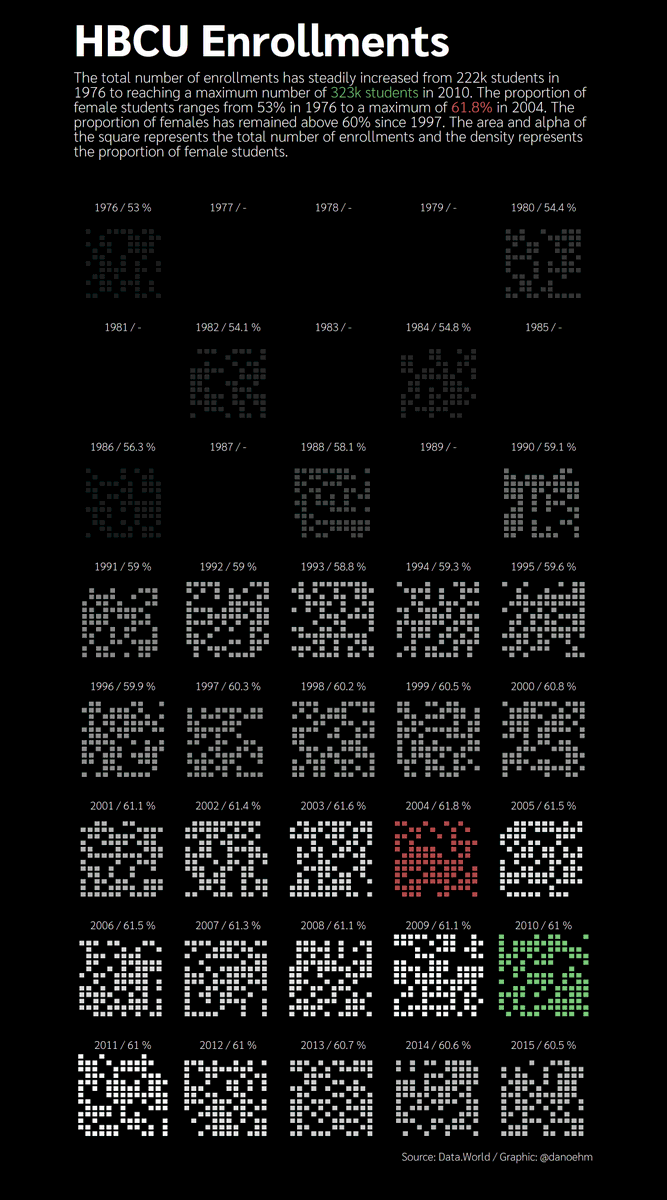 HBCU Enrollments
The total number of enrollments has steadily increased from 222k students in
1976 to reaching a maximum number of 323k students in 2010. The proportion of
female students ranges from 53% in 1976 to a maximum of 61.8% in 2004. The
proportion of females has remained above 60% since 1997. The area and alpha of
the square represents the total number of enrollments and the density represents
the proportion of female students.
1976 / 53 % 1977 / - 1978 / - 1979 / - 1980 / 54.4 %
1981 / - 1982 / 54.1 % 1983 / - 1984 / 54.8 % 1985 / -
1986 / 56.3 % 1987 / - 1988 / 58.1 % 1989 / - 1990 / 59.1 %
1991 / 59 % 1992 / 59 % 1993 / 58.8 % 1994 / 59.3 % 1995 / 59.6 %
1996 / 59.9 % 1997 / 60.3 % 1998 / 60.2 % 1999 / 60.5 % 2000 / 60.8 %
2001 / 61.1 % 2002 / 61.4 % 2003 / 61.6 % 2004 / 61.8 % 2005 / 61.5 %
2006 / 61.5 % 2007 / 61.3 % 2008 / 61.1 % 2009 / 61.1 % 2010 / 61 %
2011 / 61 % 2012 / 61 % 2013 / 60.7 % 2014 / 60.6 % 2015 / 60.5 %
Source: Data.World / Graphic: @danoehm